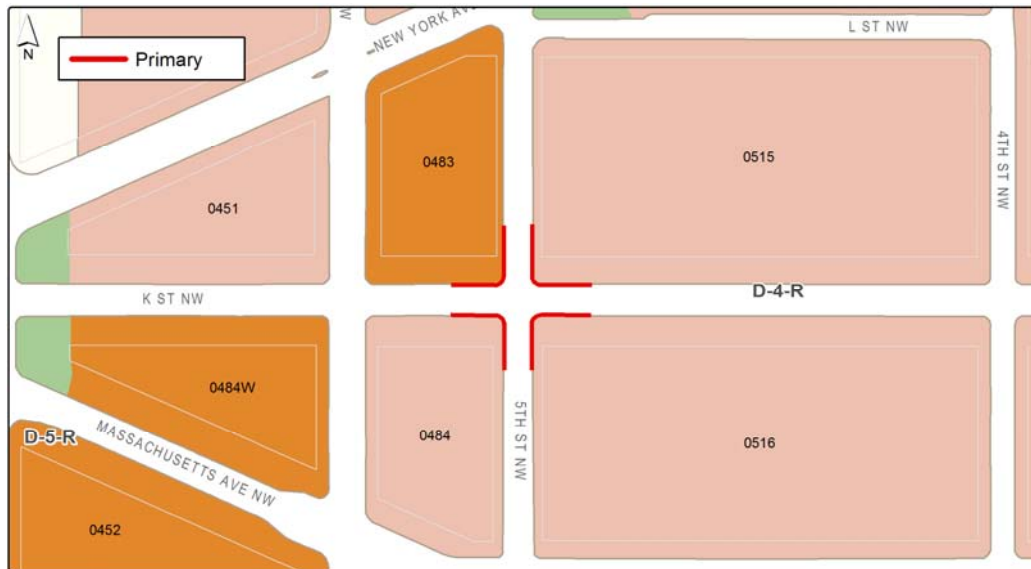 W
NEW YORK AVE
L ST NW
N
Primary
4TH ST NW
0483
0515
0451
W
K ST NW
D-4-R
0484W
D-5-R
MASSACHUSETTS AVE NW
0484
5TH ST NW
0516
0452